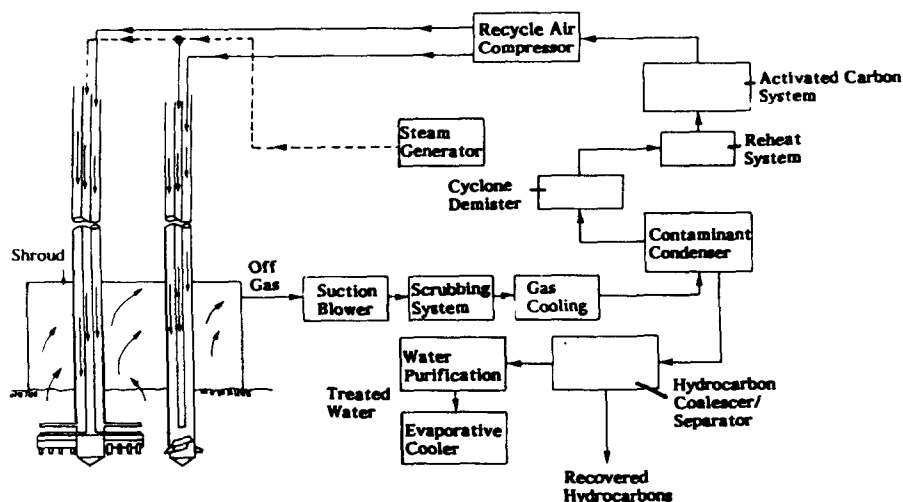 Recycle Air
Compressor
Activated Carbon
System
Steam
Generator
Reheat
System
Cyclone
Demister
Contaminant
Condenser
Shroud
Off
Gas
Suction
Blower
Scrubbing
System
Gas
Cooling
Water
Purification
Treated
Water
Evaporative
Cooler
Hydrocarbon
Coalescer/
Separator
Recovered
Hydrocarbons